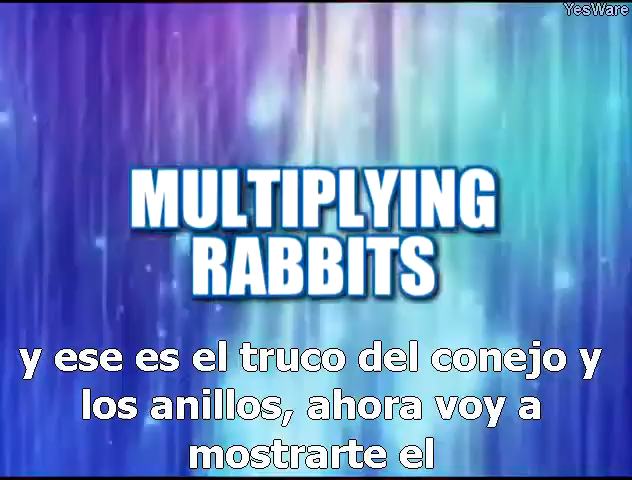 YesWare
MULTIPLYING
RABBITS
y ese es el truco del conejo y
los anillos, ahora voy a
mostrarte el